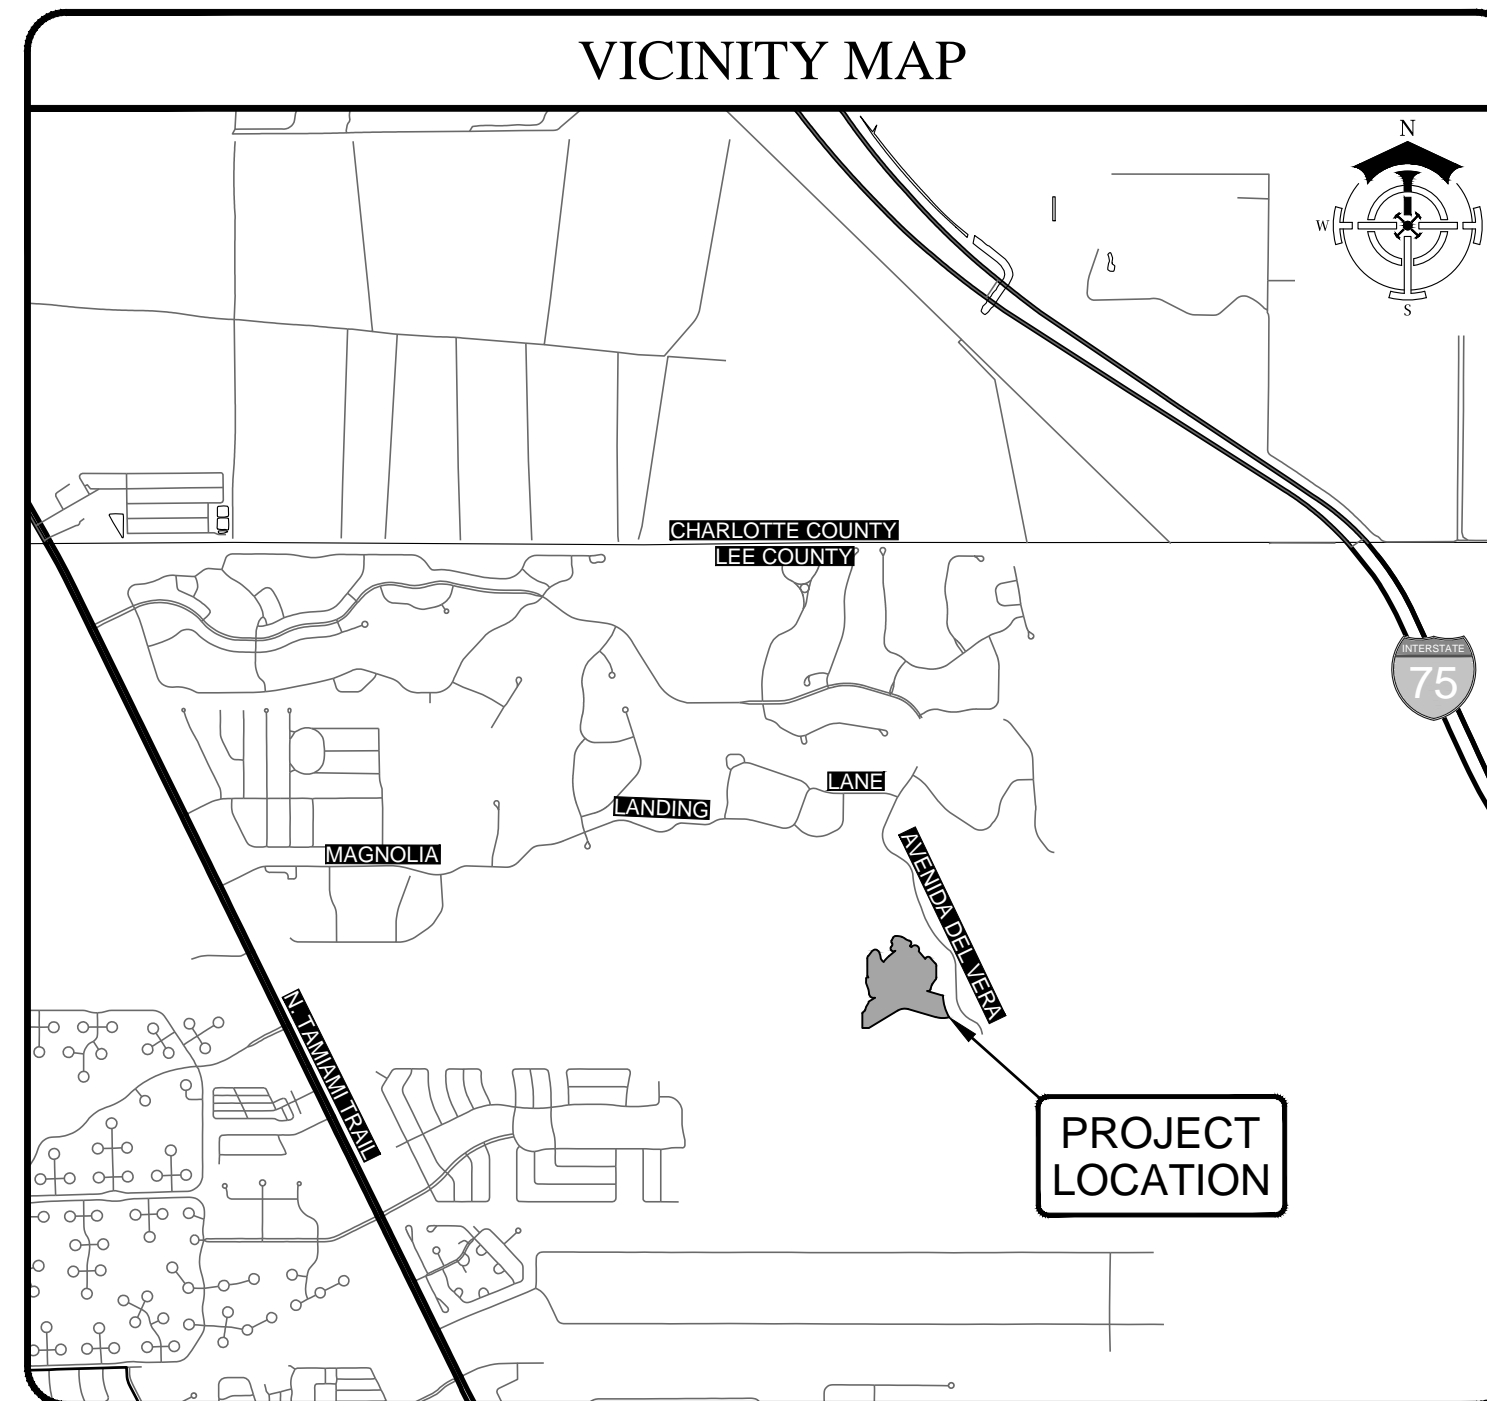 VICINITY MAP
N
W
S
CHARLOTTE COUNTY
LEE COUNTY
INTERSTATE
75
LANE
LANDING
MAGNOLIA
AVENIDA DEL VERA
N. TAMIAMI TRAIL
PROJECT
LOCATION